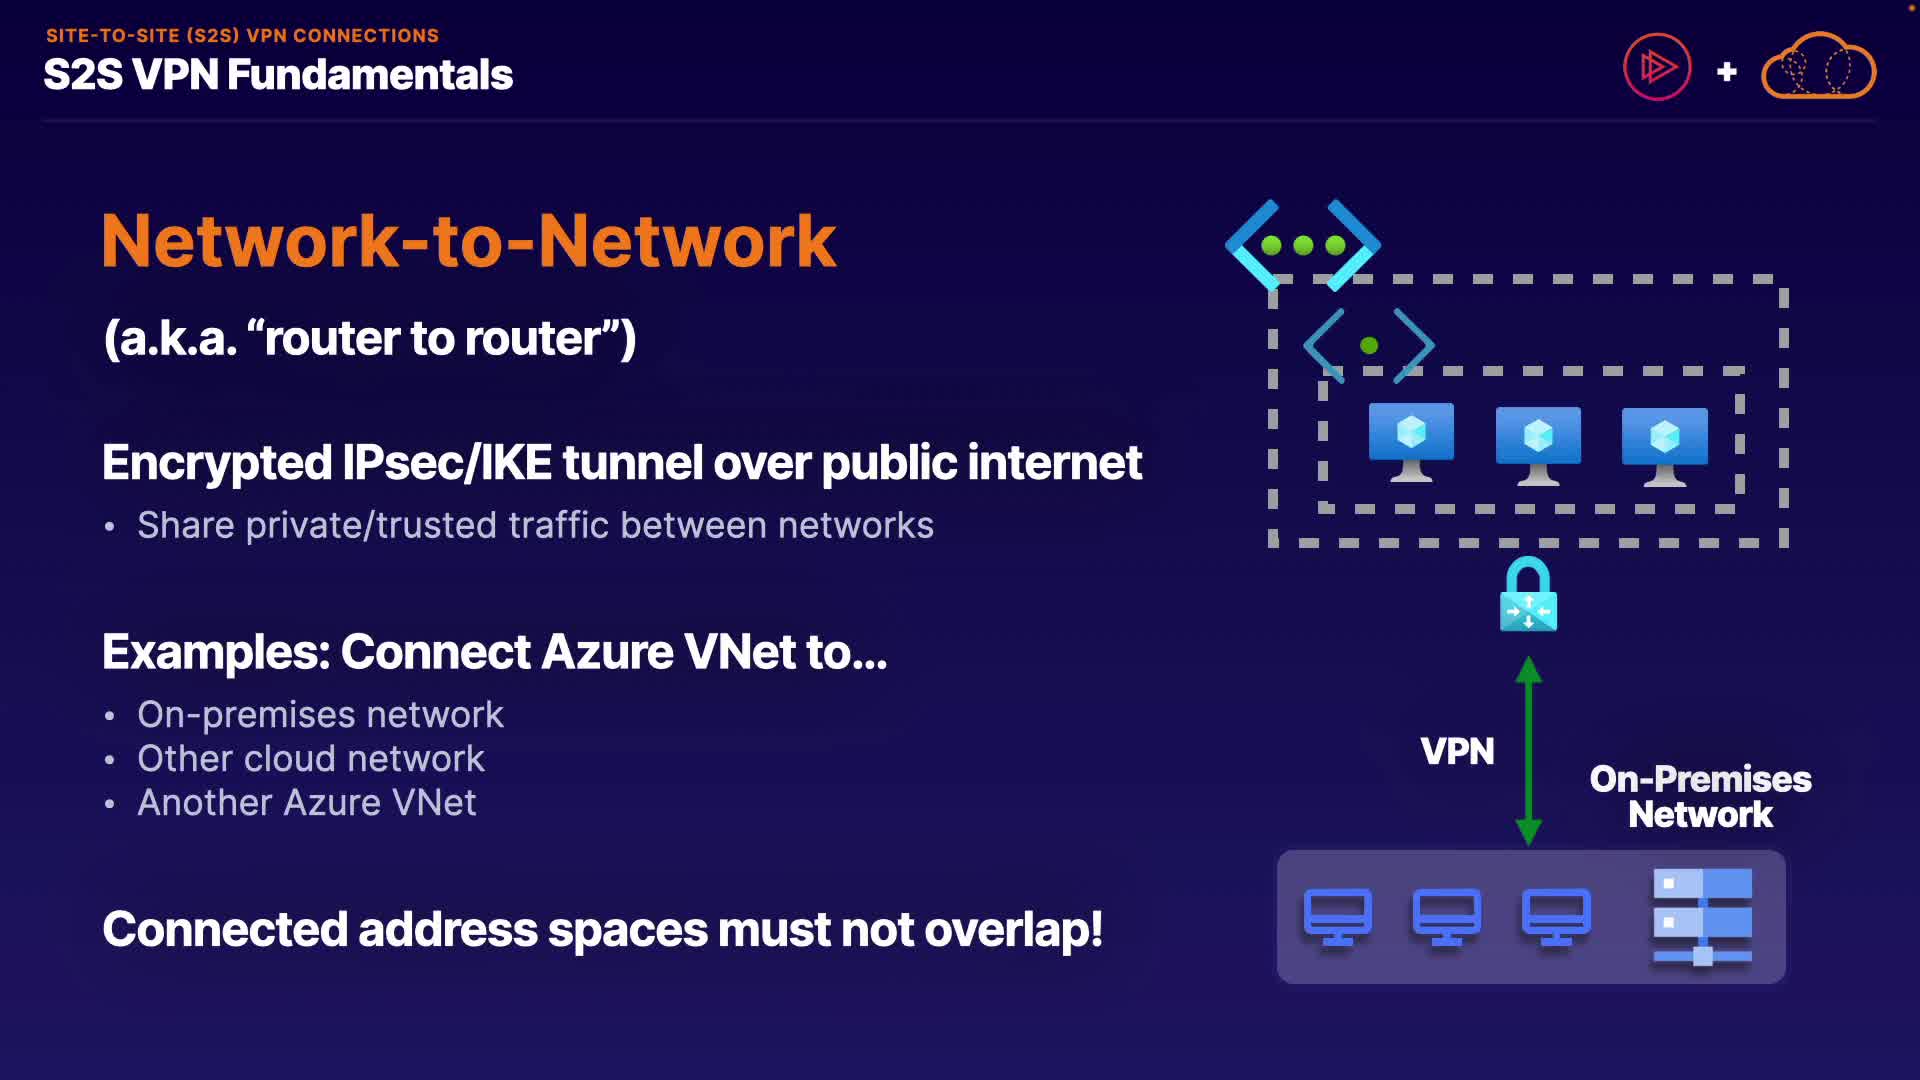 SITE-TO-SITE (S2S) VPN CONNECTIONS
S2S VPN Fundamentals
+
Network-to-Network
(a.k.a. “router to router”)
Encrypted IPsec/IKE tunnel over public internet
• Share private/trusted traffic between networks
Examples: Connect Azure VNet to...
• On-premises network
• Other cloud network
• Another Azure VNet
Connected address spaces must not overlap!
VPN
On-Premises
Network